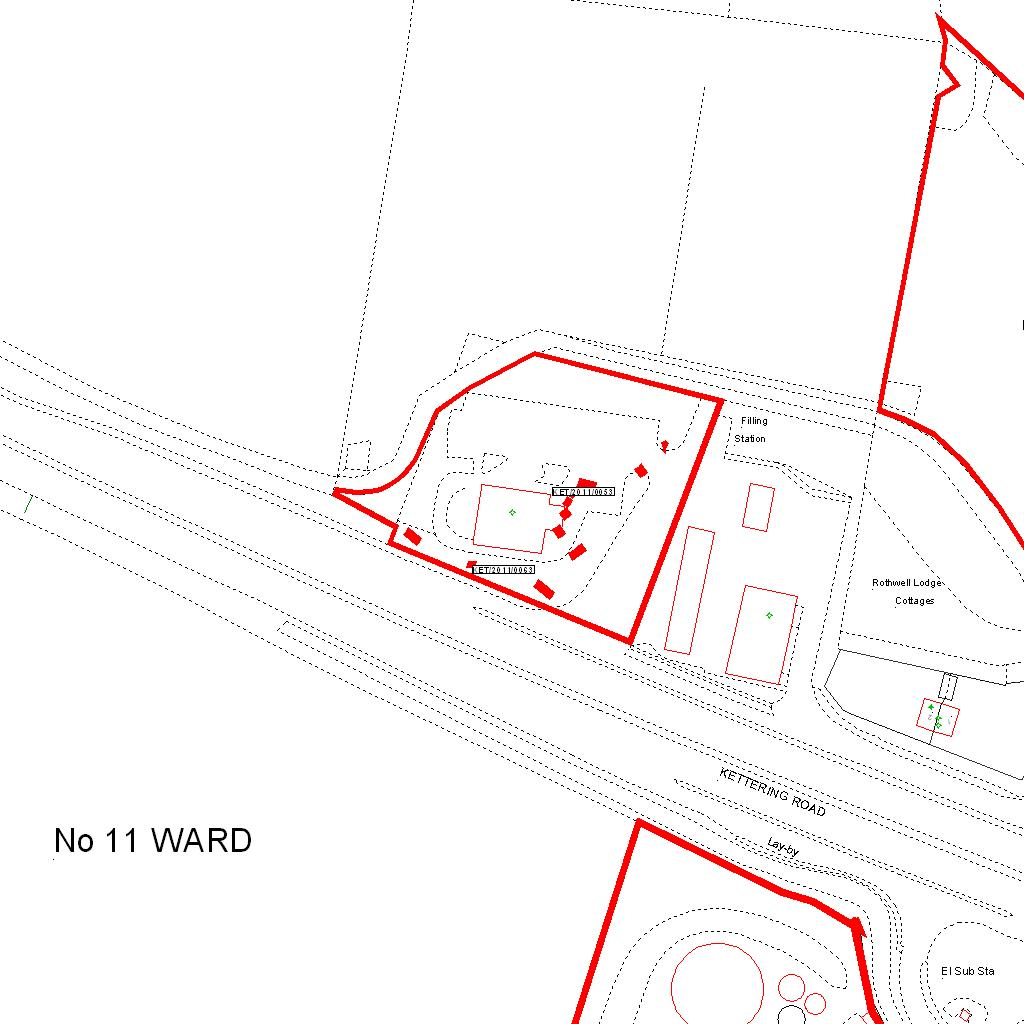 Filling
Station
KET/2011/0053
KET/2011/0063
Rothwell Lodge
Cottages
KETTERING ROAD
Lay-by
No 11 WARD
El Sub Sta